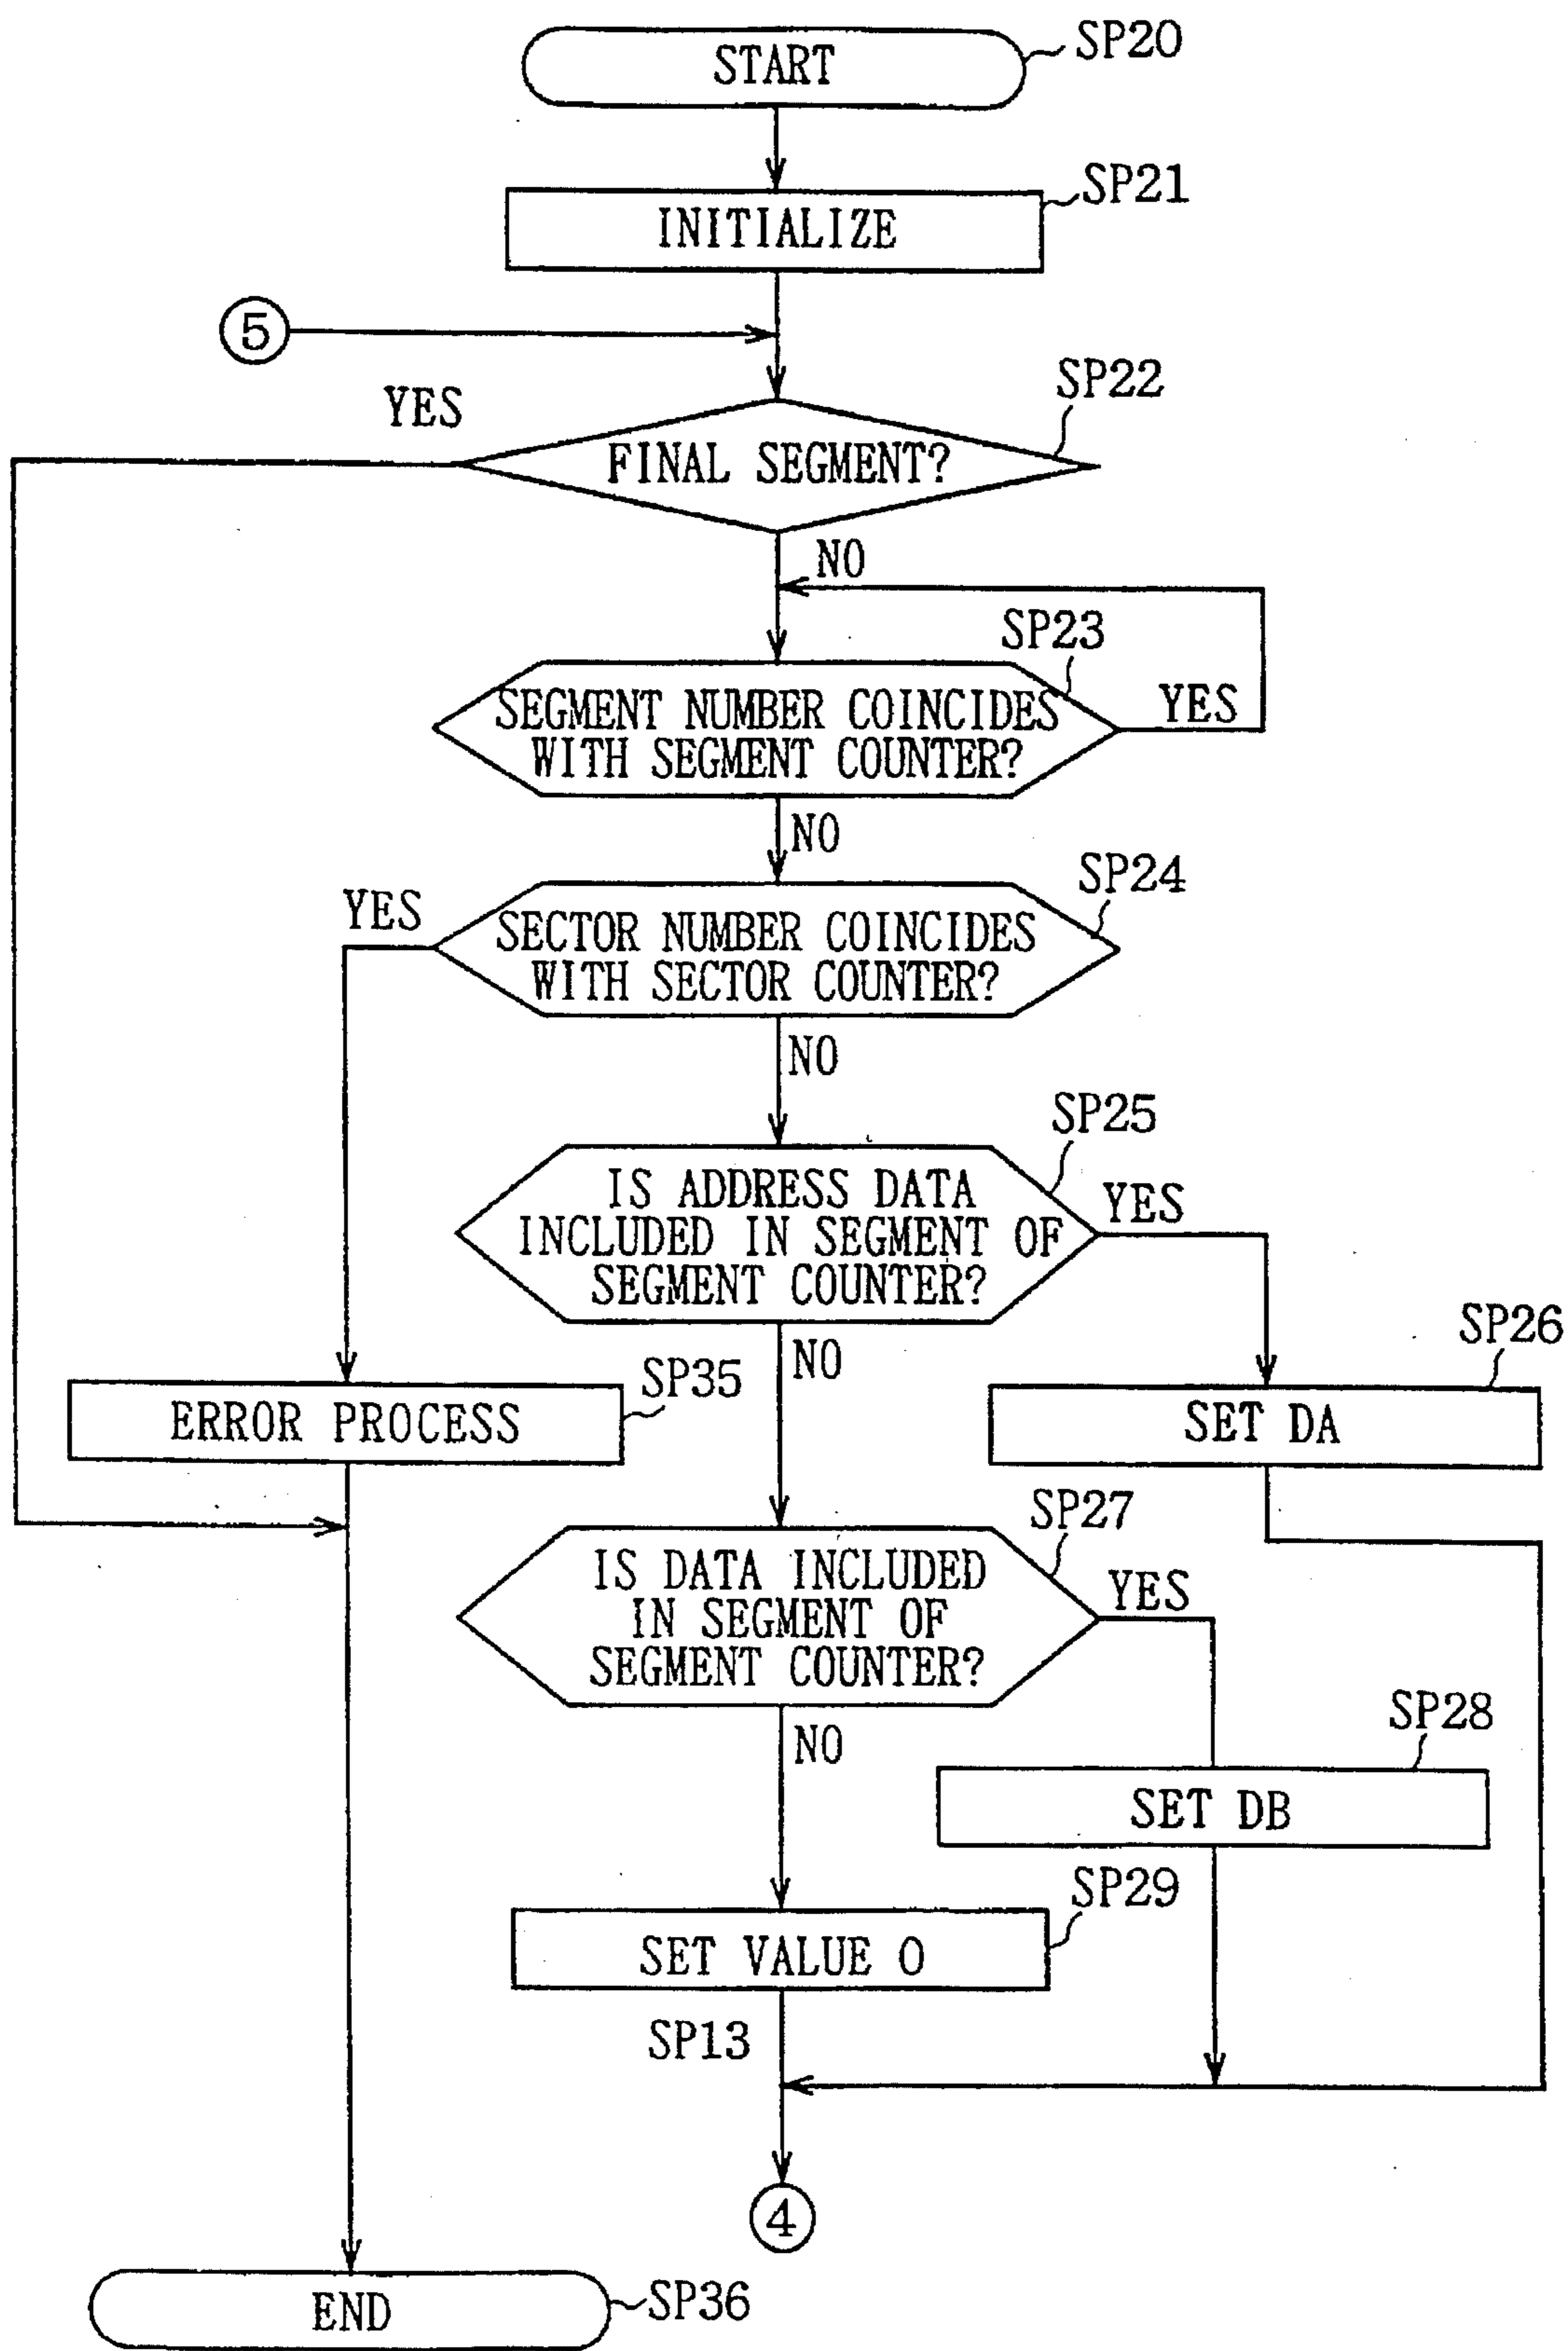 START
SP20
INITIALIZE
SP21
5
YES
SP22
FINAL SEGMENT?
NO
SP23
SEGMENT NUMBER COINCIDES
WITH SEGMENT COUNTER?
YES
NO
SP24
YES
SECTOR NUMBER COINCIDES
WITH SECTOR COUNTER?
NO
SP25
IS ADDRESS DATA
INCLUDED IN SEGMENT OF
SEGMENT COUNTER?
YES
NO
SP26
SET DA
SP35
ERROR PROCESS
SP27
IS DATA INCLUDED
IN SEGMENT OF
SEGMENT COUNTER?
YES
NO
SP28
SET DB
SP29
SET VALUE 0
SP13
4
END
SP36